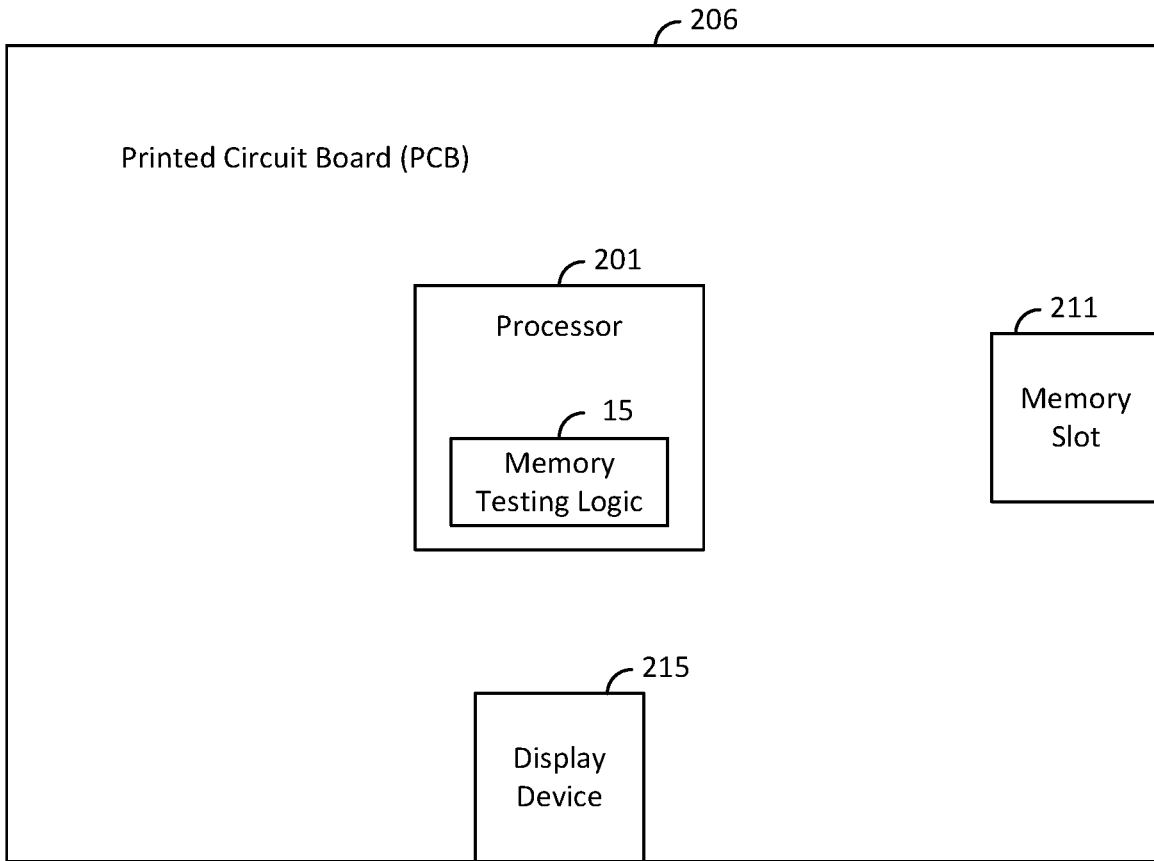 206
Printed Circuit Board (PCB)
201
Processor
211
Memory
Slot
15
Memory
Testing Logic
215
Display
Device